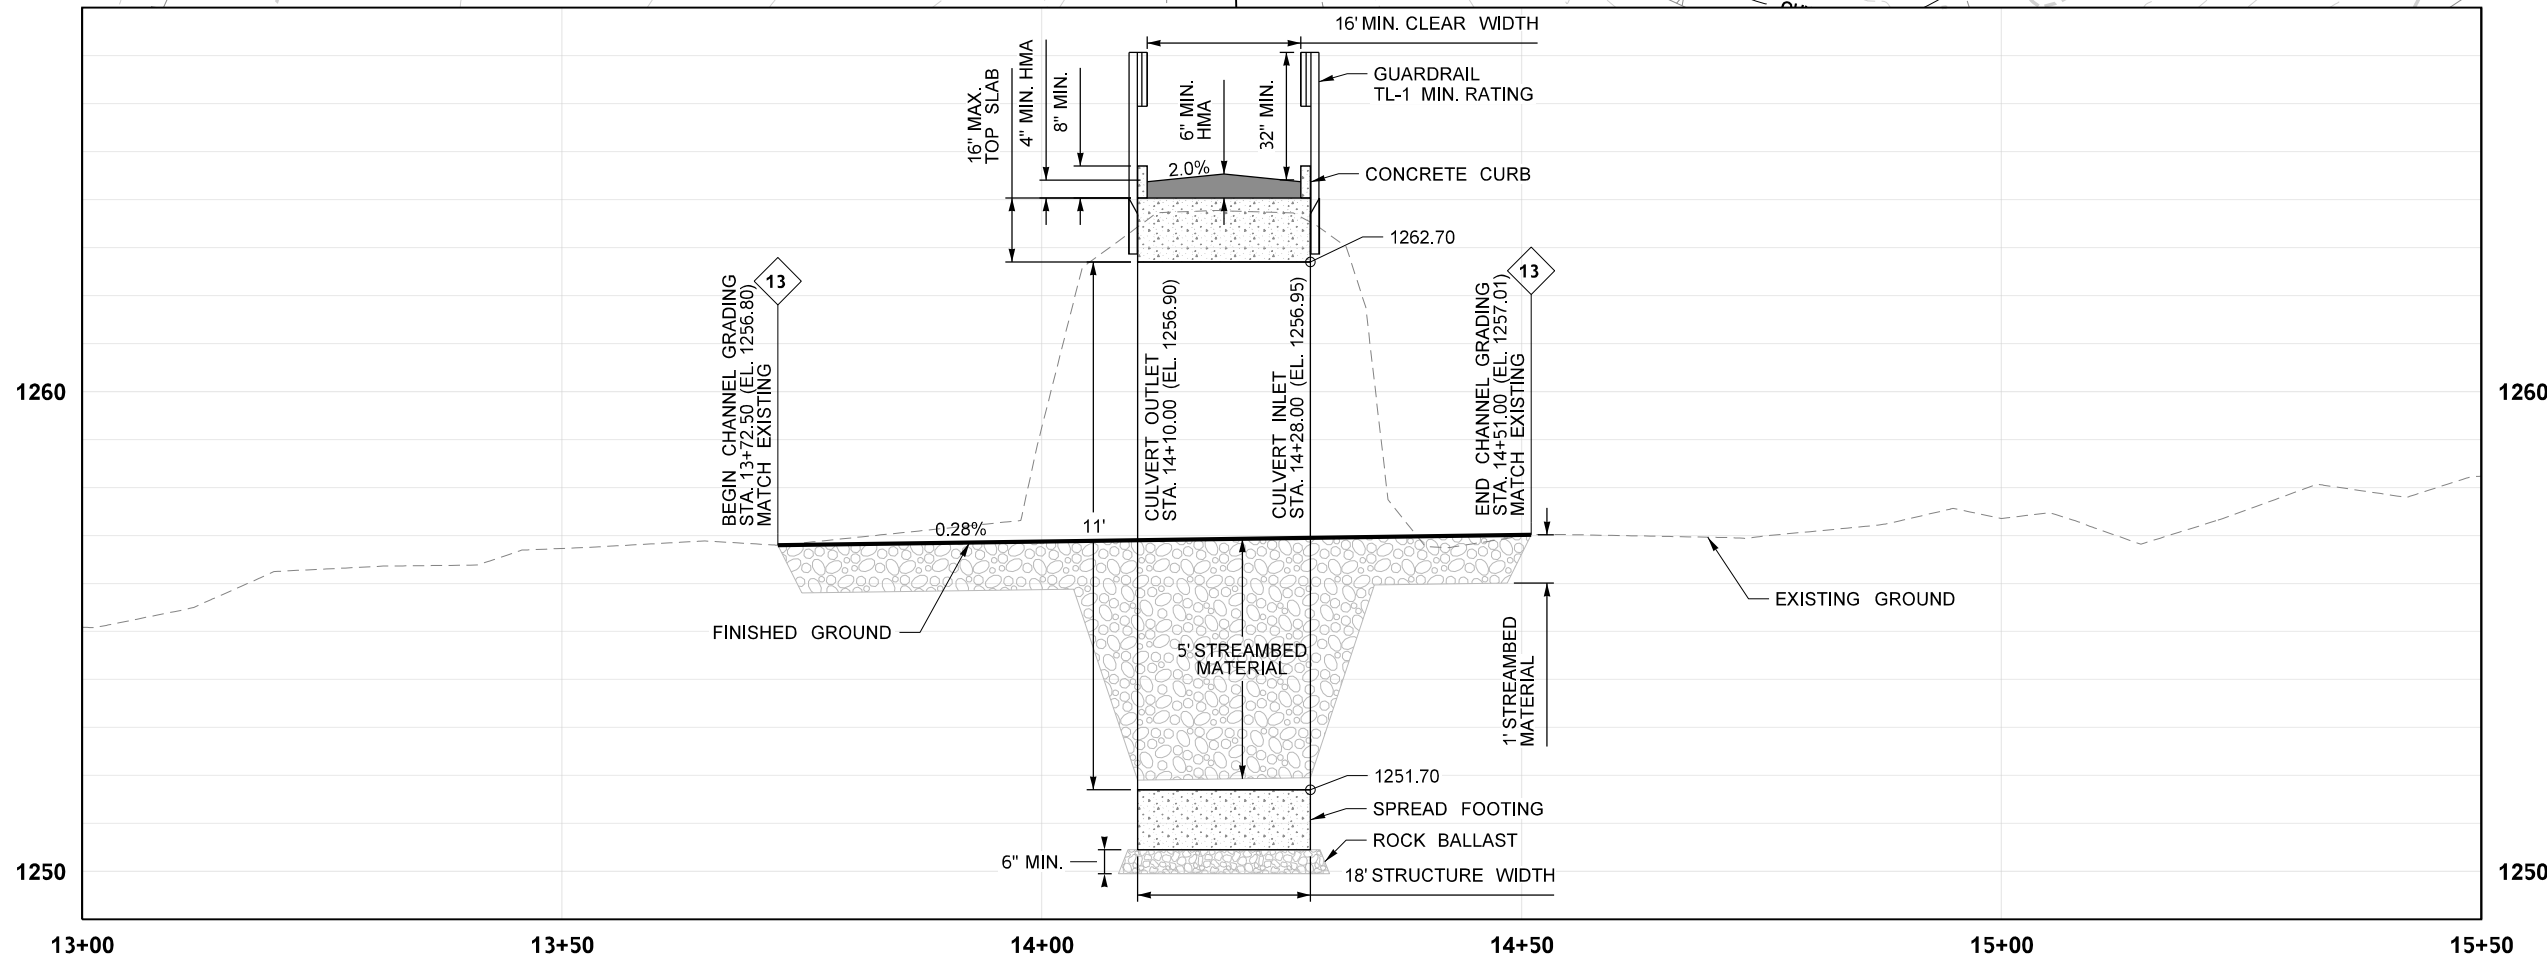 16' MIN. CLEAR WIDTH
16" MAX.
TOP SLAB
4" MIN. HMA
8" MIN.
6" MIN.
HMA
32" MIN.
GUARDRAIL
TL-1 MIN. RATING
2.0%
CONCRETE CURB
1262.70
13
13
BEGIN CHANNEL GRADING
STA. 13+72.50 (EL. 1256.80)
MATCH EXISTING
CULVERT OUTLET
STA. 14+10.00 (EL. 1256.90)
CULVERT INLET
STA. 14+28.00 (EL. 1256.95)
END CHANNEL GRADING
STA. 14+51.00 (EL. 1257.01)
MATCH EXISTING
1260
1260
0.28%
11'
FINISHED GROUND
EXISTING GROUND
5' STREAMBED
MATERIAL
1' STREAMBED
MATERIAL
1251.70
SPREAD FOOTING
ROCK BALLAST
6" MIN.
18' STRUCTURE WIDTH
1250
1250
13+00
13+50
14+00
14+50
15+00
15+50